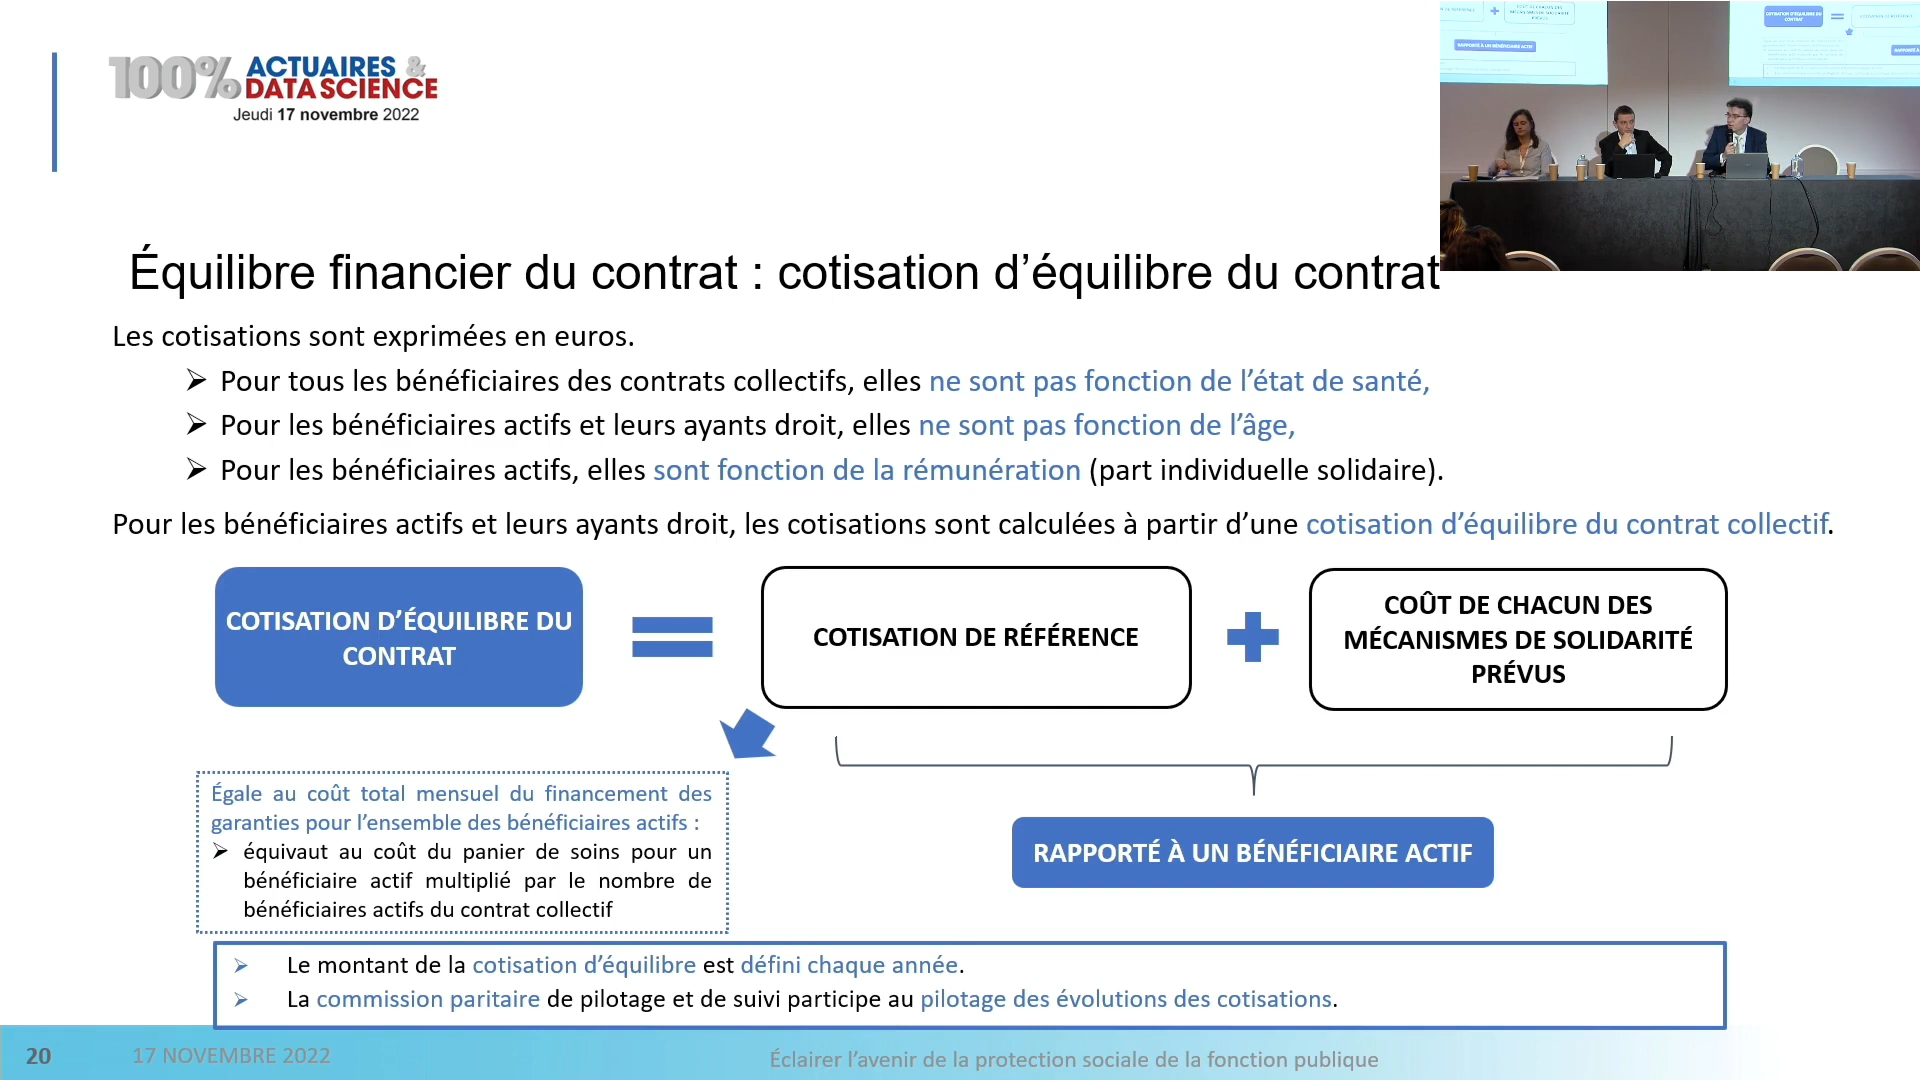 100% ACTUAIRES &
DATA SCIENCE
Jeudi 17 novembre 2022
Équilibre financier du contrat : cotisation d’équilibre du contrat
Les cotisations sont exprimées en euros.
➢ Pour tous les bénéficiaires des contrats collectifs, elles ne sont pas fonction de l’état de santé,
➢ Pour les bénéficiaires actifs et leurs ayants droit, elles ne sont pas fonction de l’âge,
➢ Pour les bénéficiaires actifs, elles sont fonction de la rémunération (part individuelle solidaire).
Pour les bénéficiaires actifs et leurs ayants droit, les cotisations sont calculées à partir d’une cotisation d’équilibre du contrat collectif.
COTISATION D’ÉQUILIBRE DU
CONTRAT
=
COTISATION DE RÉFÉRENCE
+
COÛT DE CHACUN DES
MÉCANISMES DE SOLIDARITÉ
PRÉVUS
Égale au coût total mensuel du financement des
garanties pour l’ensemble des bénéficiaires actifs :
➢ équivaut au coût du panier de soins pour un
bénéficiaire actif multiplié par le nombre de
bénéficiaires actifs du contrat collectif
RAPPORTÉ À UN BÉNÉFICIAIRE ACTIF
➢ Le montant de la cotisation d’équilibre est défini chaque année.
➢ La commission paritaire de pilotage et de suivi participe au pilotage des évolutions des cotisations.
20
17 NOVEMBRE 2022
Éclairer l’avenir de la protection sociale de la fonction publique